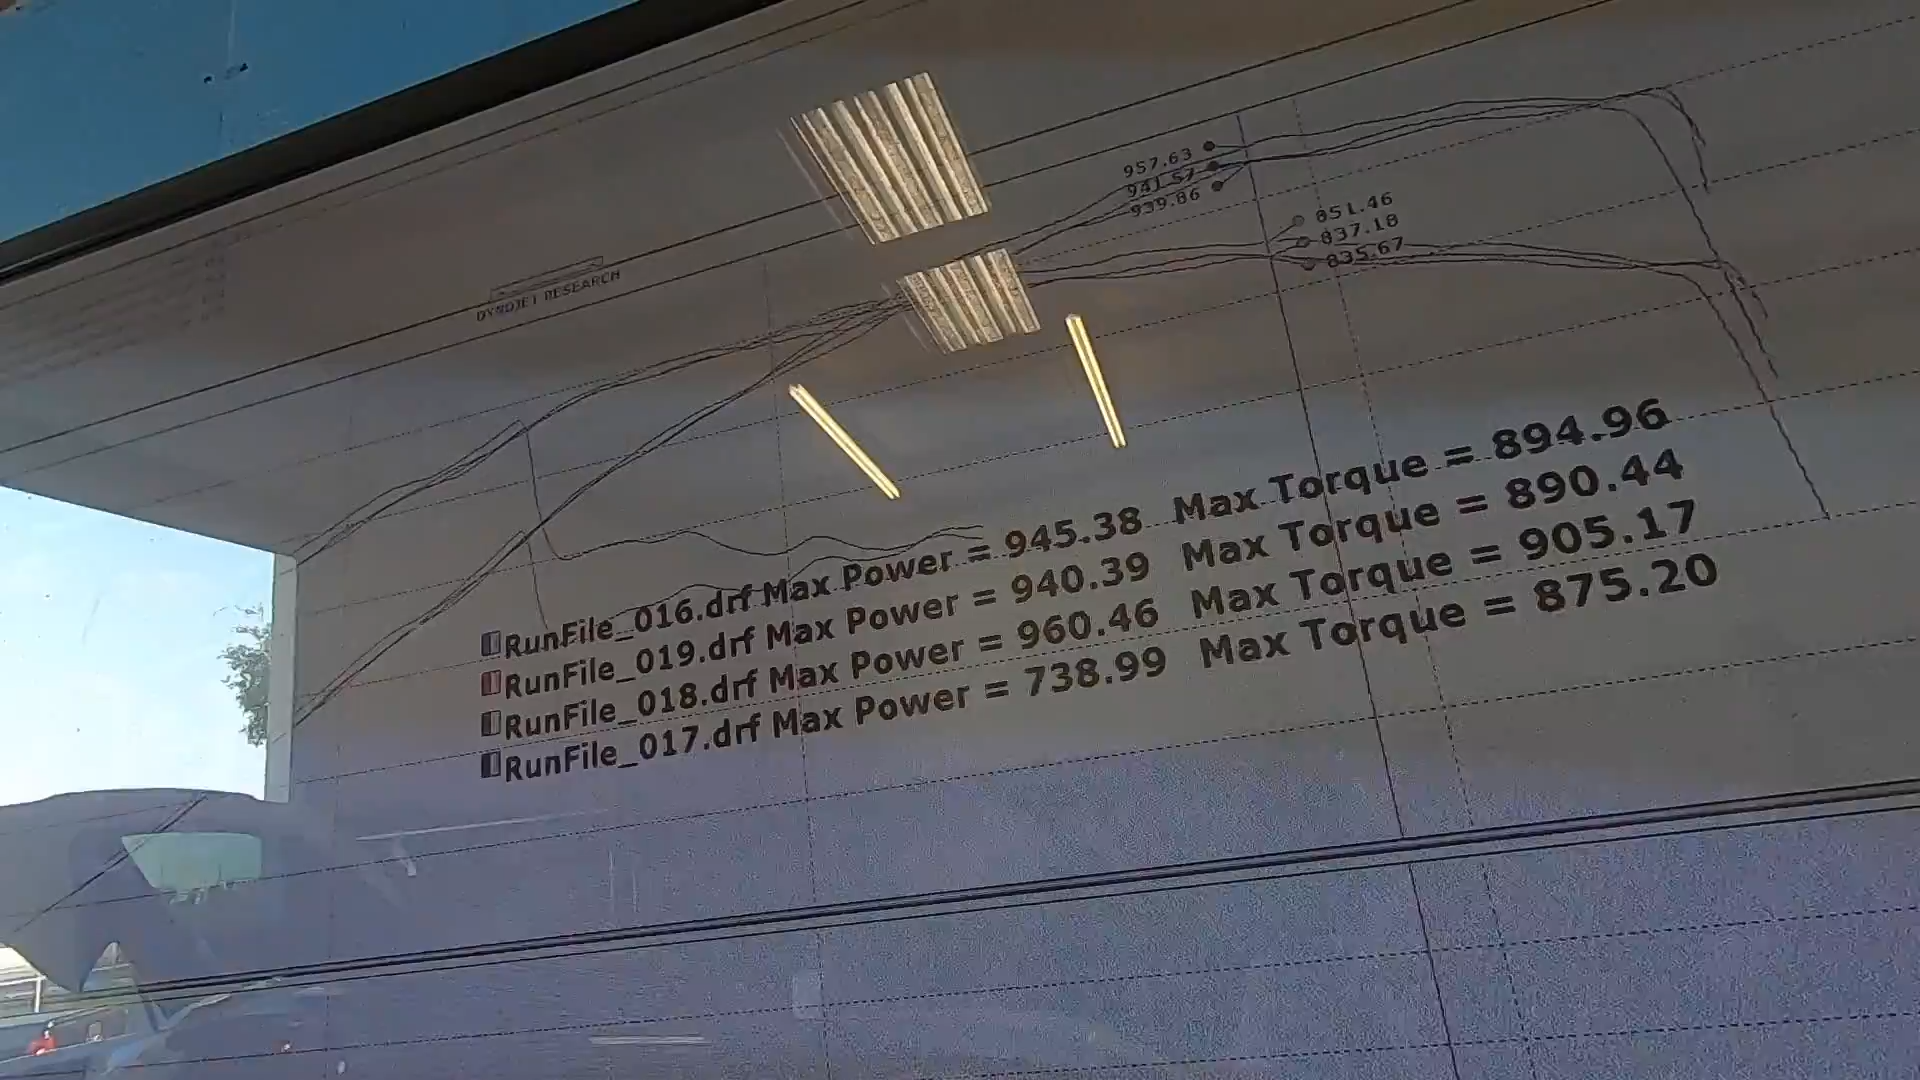 957.63
941.57
939.86
851.46
837.18
835.67
DYNOJET RESEARCH
RunFile_016.drf Max Power = 945.38 Max Torque = 894.96
RunFile_019.drf Max Power = 940.39 Max Torque = 890.44
RunFile_018.drf Max Power = 960.46 Max Torque = 905.17
RunFile_017.drf Max Power = 738.99 Max Torque = 875.20